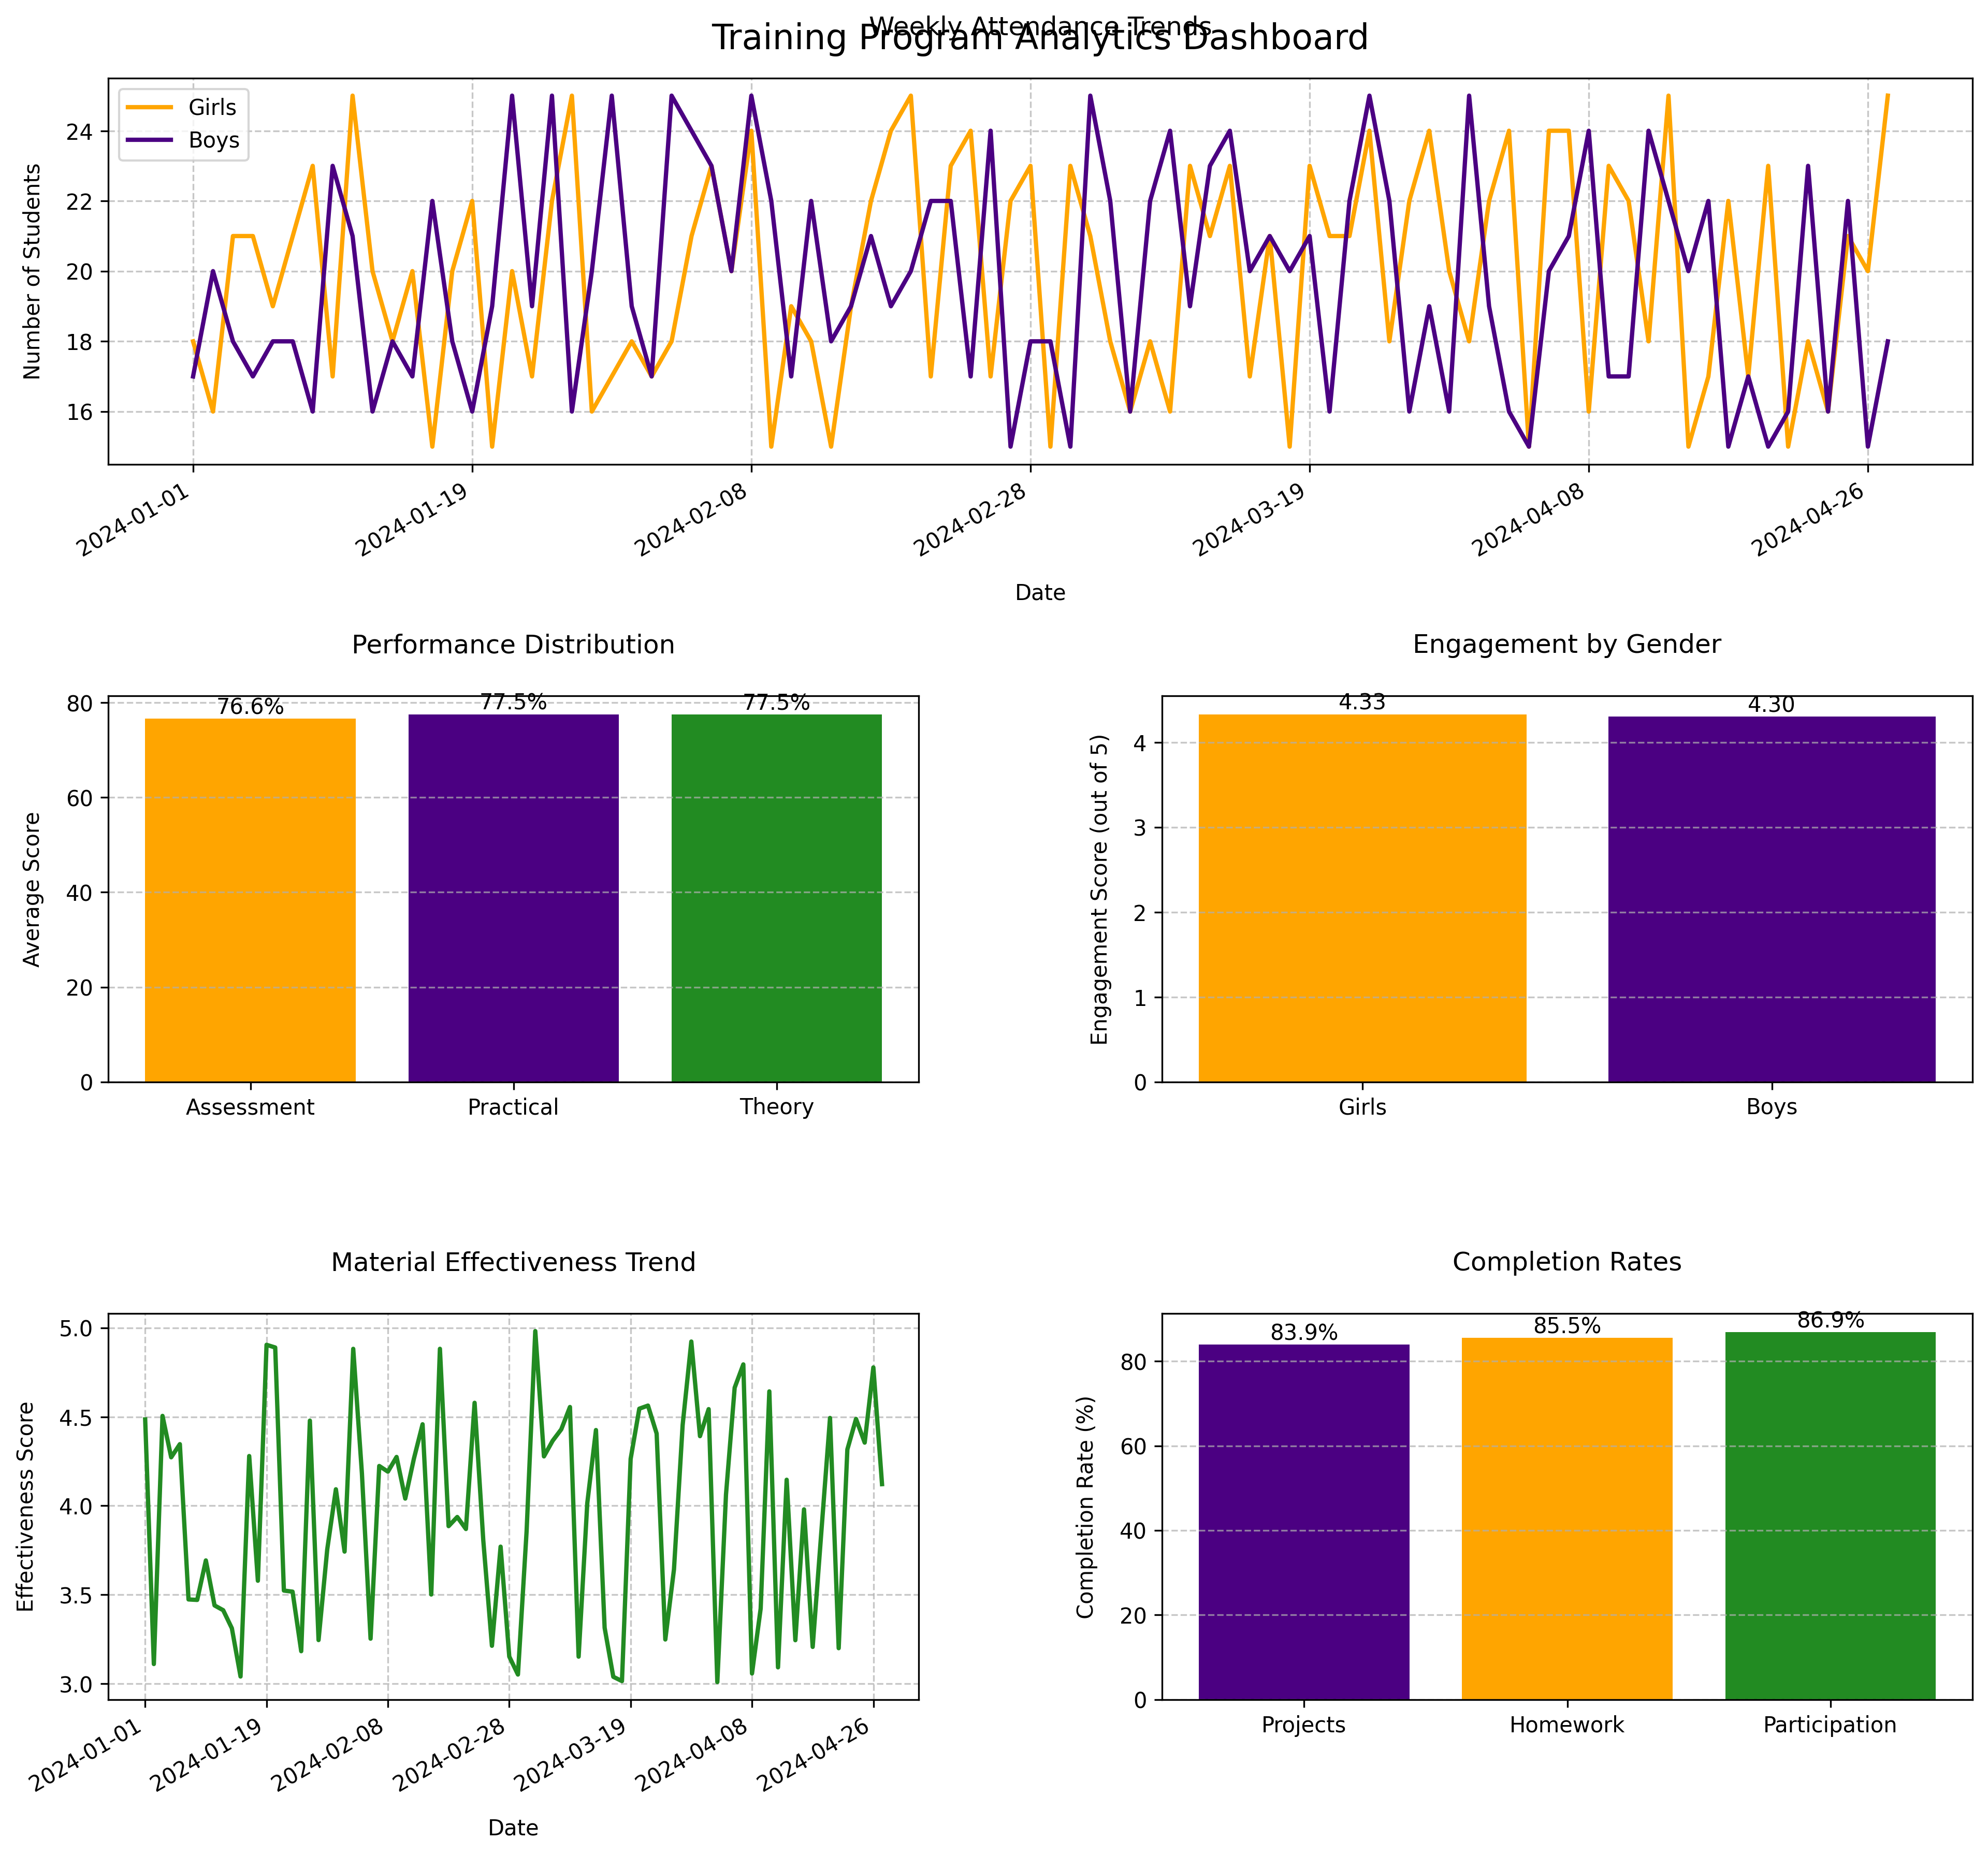 Weekly Attendance Trends
Training Program Analytics Dashboard
Girls
Boys
Number of Students
24
22
20
18
16
2024-01-01
2024-01-19
2024-02-08
2024-02-28
2024-03-19
2024-04-08
2024-04-26
Date
Performance Distribution
Average Score
80
60
40
20
0
76.6%
77.5%
77.5%
Assessment
Practical
Theory
Engagement by Gender
Engagement Score (out of 5)
4
3
2
1
0
4.33
4.30
Girls
Boys
Material Effectiveness Trend
Effectiveness Score
5.0
4.5
4.0
3.5
3.0
2024-01-01
2024-01-19
2024-02-08
2024-02-28
2024-03-19
2024-04-08
2024-04-26
Date
Completion Rates
Completion Rate (%)
80
60
40
20
0
83.9%
85.5%
86.9%
Projects
Homework
Participation